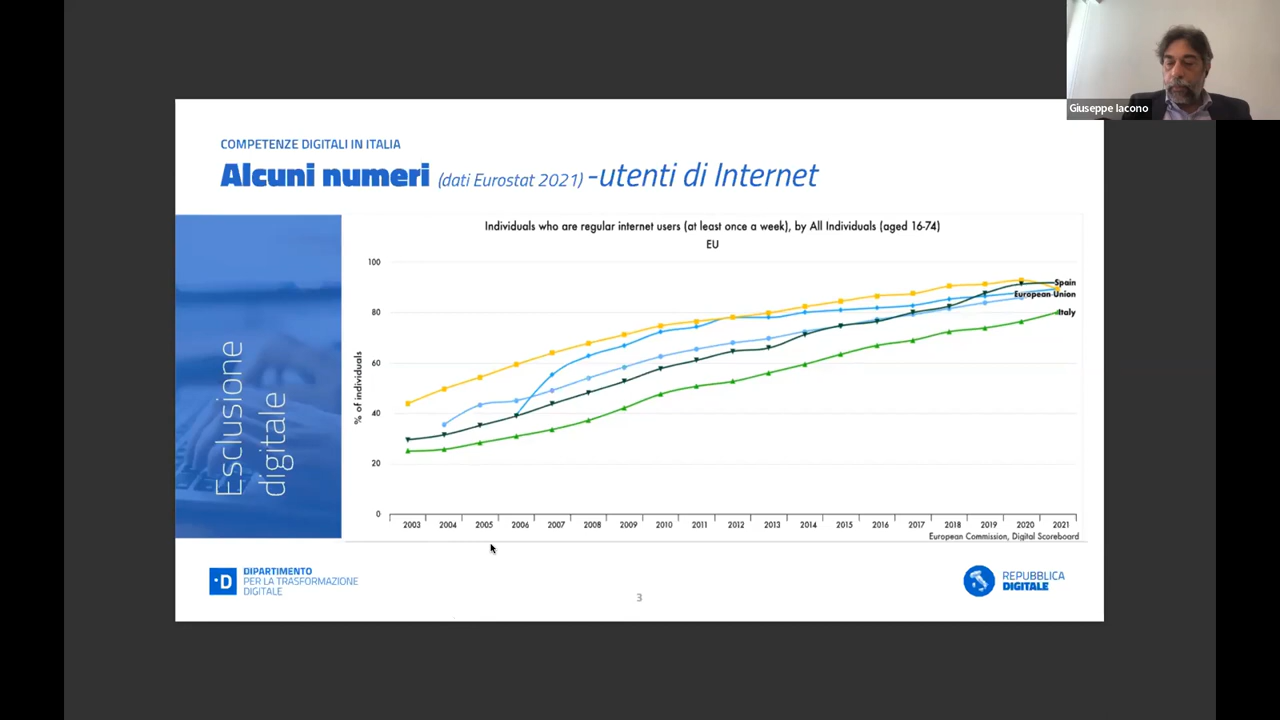 Giuseppe Iacono
COMPETENZE DIGITALI IN ITALIA
Alcuni numeri (dati Eurostat 2021) -utenti di Internet
Esclusione
digitale
Individuals who are regular internet users (at least once a week), by All Individuals (aged 16-74)
EU
% of individuals
100
80
60
40
20
0
Spain
European Union
Italy
2003 2004 2005 2006 2007 2008 2009 2010 2011 2012 2013 2014 2015 2016 2017 2018 2019 2020 2021
European Commission, Digital Scoreboard
·D
DIPARTIMENTO
PER LA TRASFORMAZIONE
DIGITALE
3
REPUBBLICA
DIGITALE